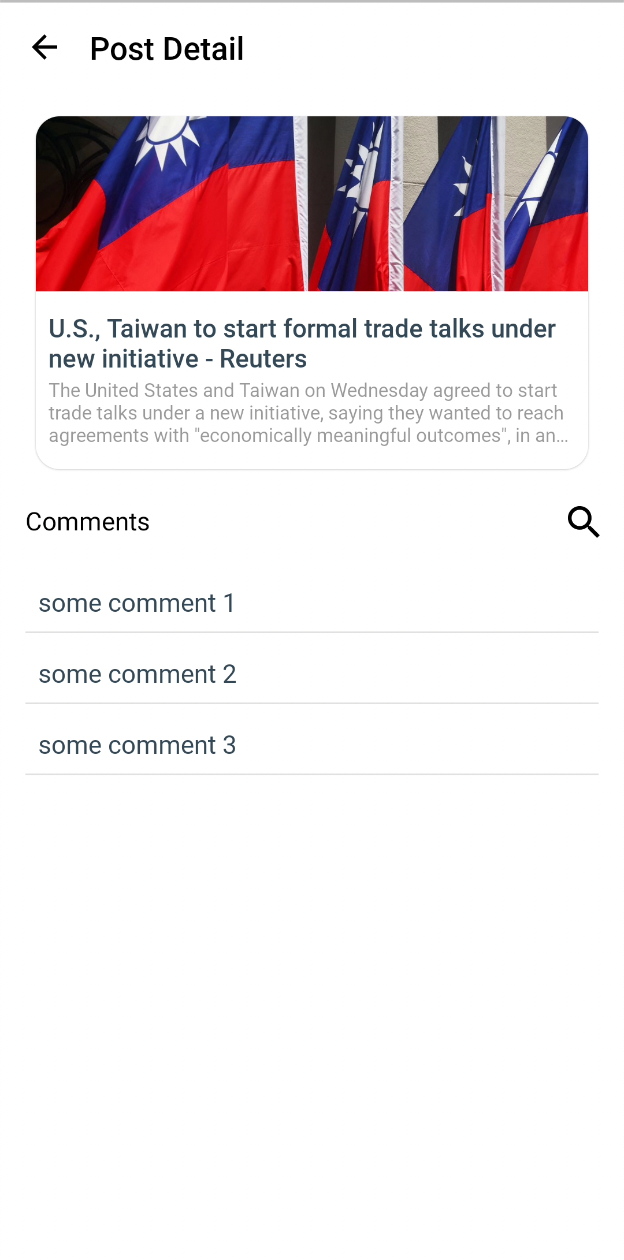 Post Detail
U.S., Taiwan to start formal trade talks under
new initiative - Reuters
The United States and Taiwan on Wednesday agreed to start
trade talks under a new initiative, saying they wanted to reach
agreements with "economically meaningful outcomes", in an…
Comments
some comment 1
some comment 2
some comment 3